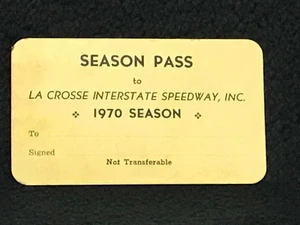 SEASON PASS
to
LA CROSSE INTERSTATE SPEEDWAY, INC.
1970 SEASON
To
Signed
Not Transferable